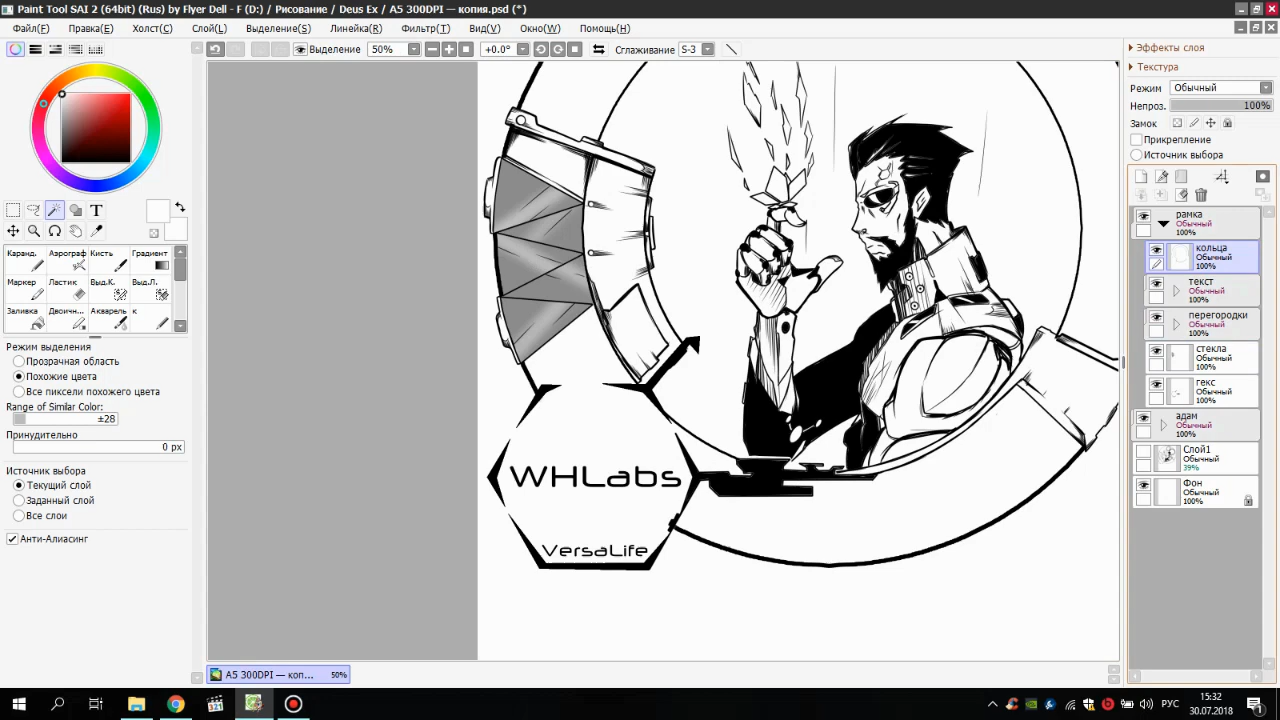 Paint Tool SAI 2 (64bit) (Rus) by Flyer Dell - F (D:) / Рисование / Deus Ex / A5 300DPI — копия.psd (*)
Файл(F) Правка(E) Холст(C) Слой(L) Выделение(S) Линейка(R) Фильтр(T) Вид(V) Окно(W) Помощь(H)
Выделение 50% +0.0° Сглаживание S-3
Эффекты слоя
Текстура
Режим Обычный
Непроз. 100%
Замок
Прикрепление
Источник выбора
рамка
Обычный
100%
кольца
Обычный
100%
текст
Обычный
100%
перегородки
Обычный
100%
стекла
Обычный
100%
гекс
Обычный
100%
адам
Обычный
100%
Слой1
Обычный
39%
Фон
Обычный
100%
T
Каранд. Аэрограф Кисть Градиент
Маркер Ластик Выд.К. Выд.Л.
Заливка Двоичн... Акварель к
Режим выделения
Прозрачная область
Похожие цвета
Все пиксели похожего цвета
Range of Similar Color:
±28
Принудительно
0 px
Источник выбора
Текущий слой
Заданный слой
Все слои
Анти-Алиасинг
WHLabs
VersaLife
A5 300DPI — коп... 50%
РУС
15:32
30.07.2018
1